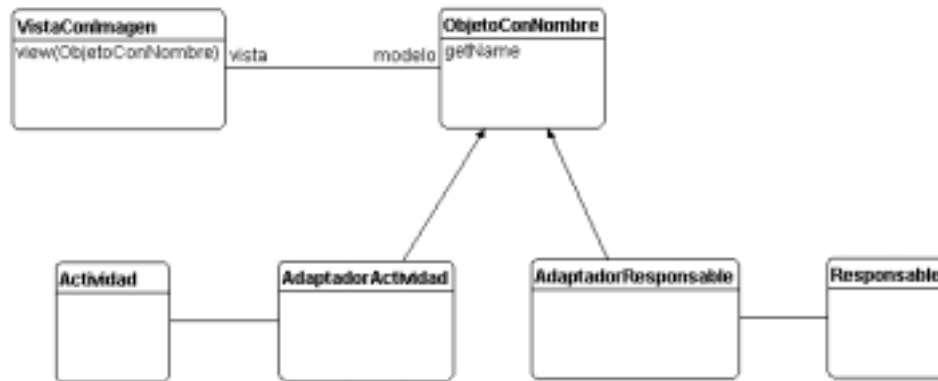 VistaConImagen
view(ObjetoConNombre)
vista
modelo
ObjetoConNombre
getName
Actividad
AdaptadorActividad
AdaptadorResponsable
Responsable